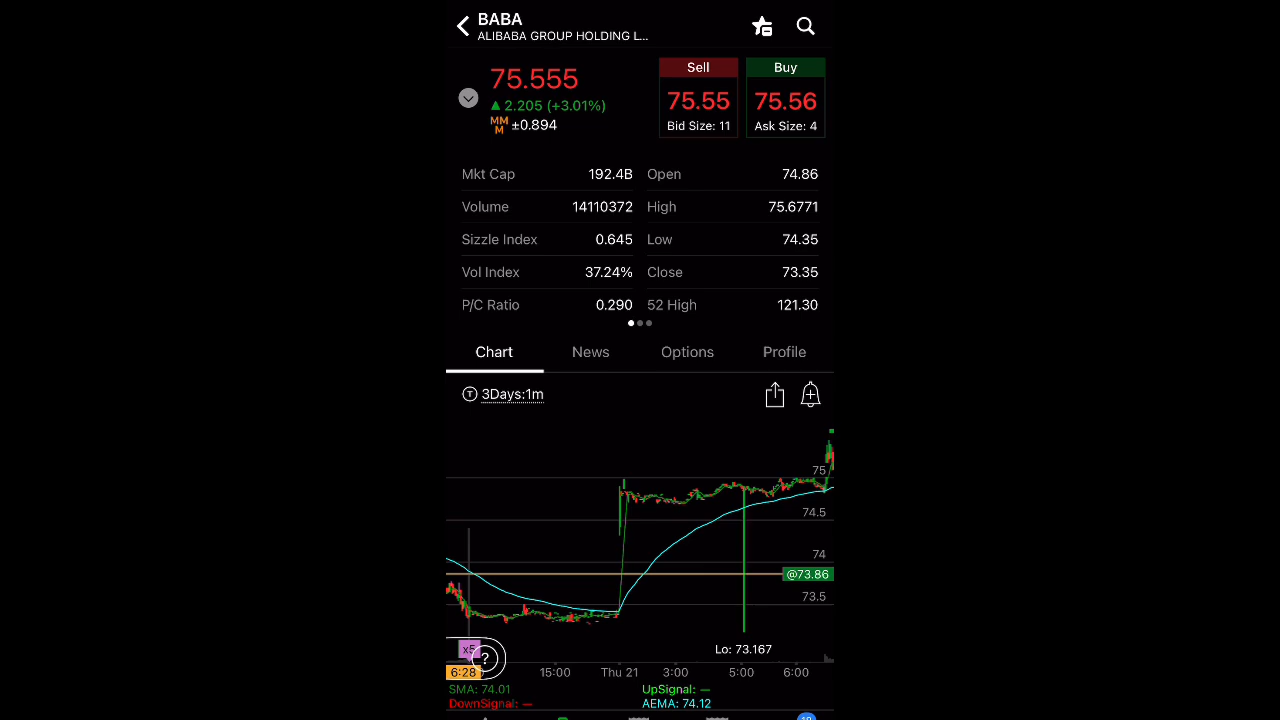 BABA
ALIBABA GROUP HOLDING L...
75.555
2.205 (+3.01%)
MM
M
±0.894
Sell
75.55
Bid Size: 11
Buy
75.56
Ask Size: 4
Mkt Cap 192.4B Open 74.86
Volume 14110372 High 75.6771
Sizzle Index 0.645 Low 74.35
Vol Index 37.24% Close 73.35
P/C Ratio 0.290 52 High 121.30
Chart News Options Profile
T 3Days:1m
75
74.5
74
@73.86
73.5
Lo: 73.167
x5 ?
6:28 15:00 Thu 21 3:00 5:00 6:00
SMA: 74.01 UpSignal: —
DownSignal: — AEMA: 74.12